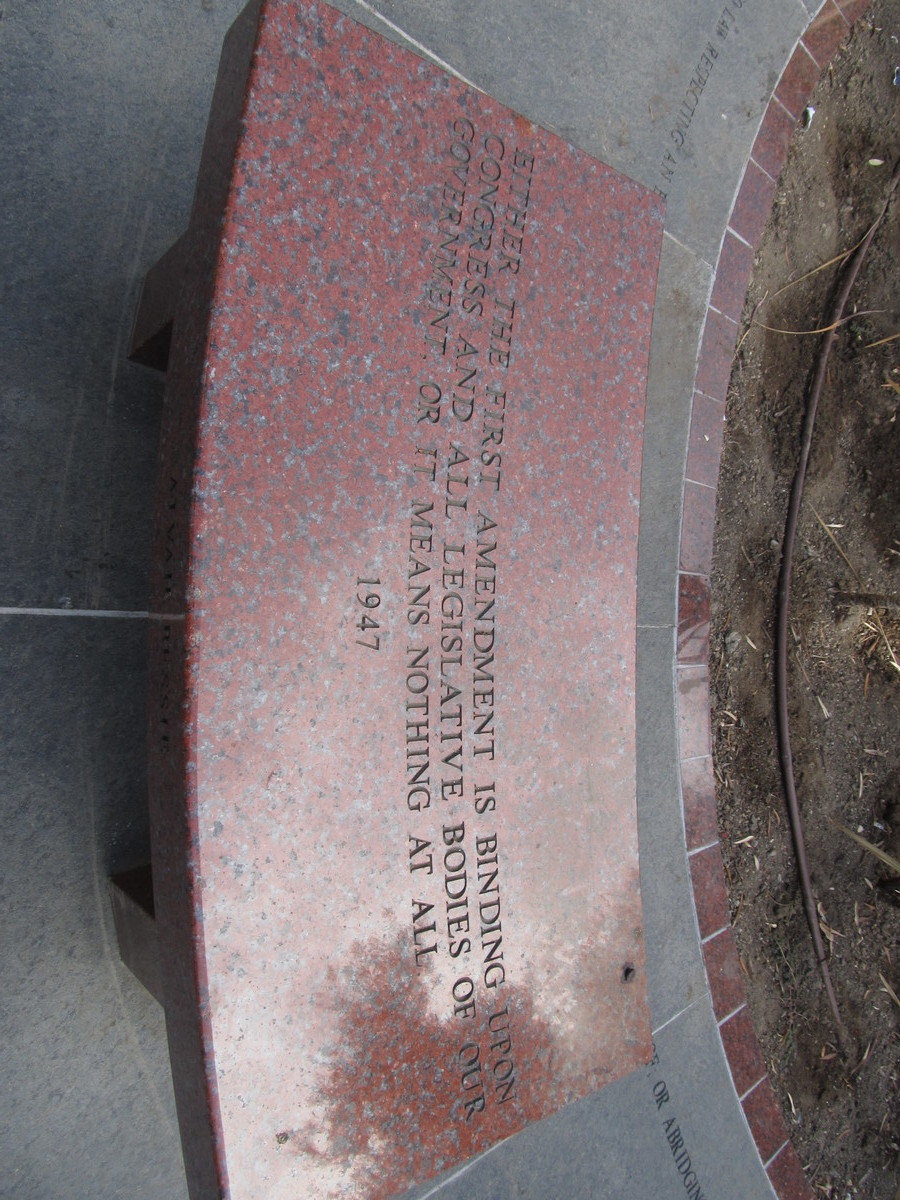 EITHER THE FIRST AMENDMENT IS BINDING UPON
CONGRESS AND ALL LEGISLATIVE BODIES OF OUR
GOVERNMENT, OR IT MEANS NOTHING AT ALL
1947
LAW RESPECTING AN
OR ABRIDGING